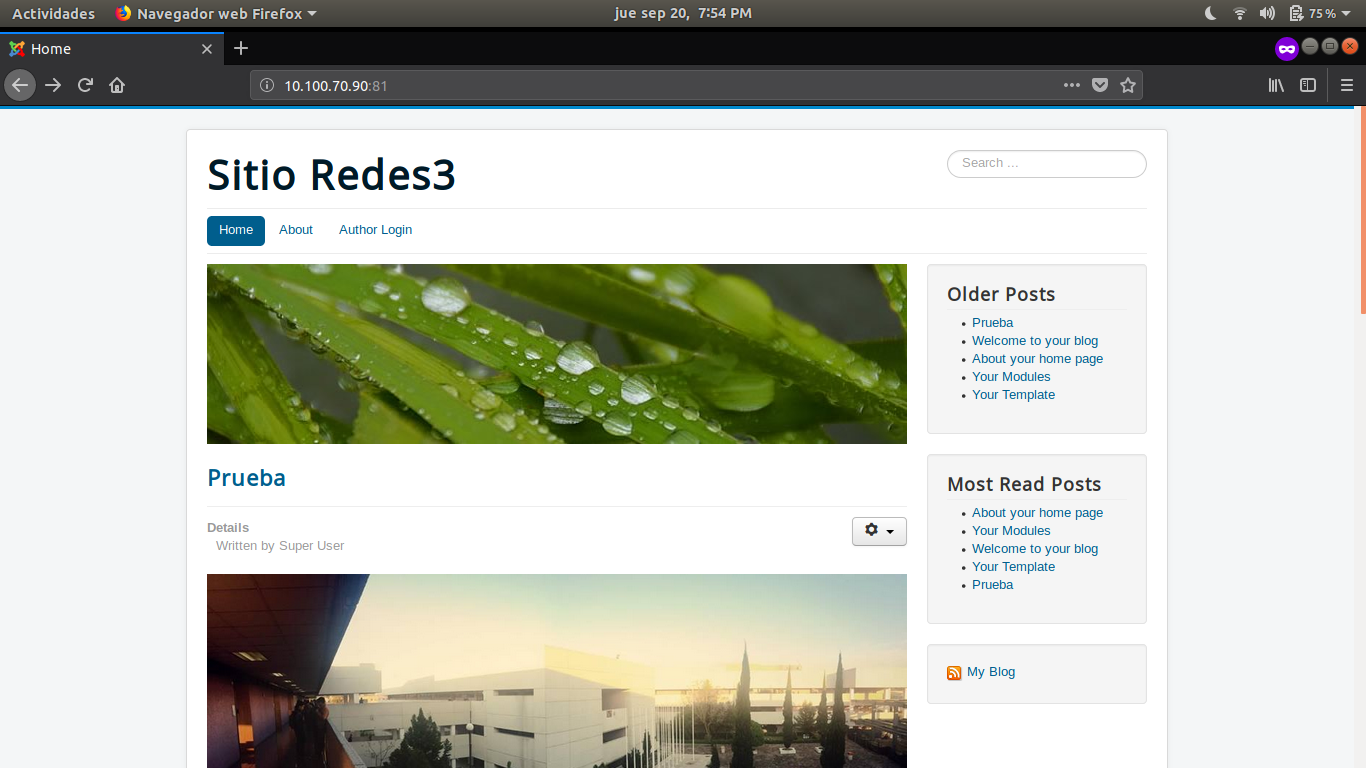 Actividades Navegador web Firefox jue sep 20, 7:54 PM 75 %
Home
10.100.70.90:81
Sitio Redes3
Search ...
Home About Author Login
Older Posts
Prueba
Welcome to your blog
About your home page
Your Modules
Your Template
Prueba
Details
Written by Super User
Most Read Posts
About your home page
Your Modules
Welcome to your blog
Your Template
Prueba
My Blog